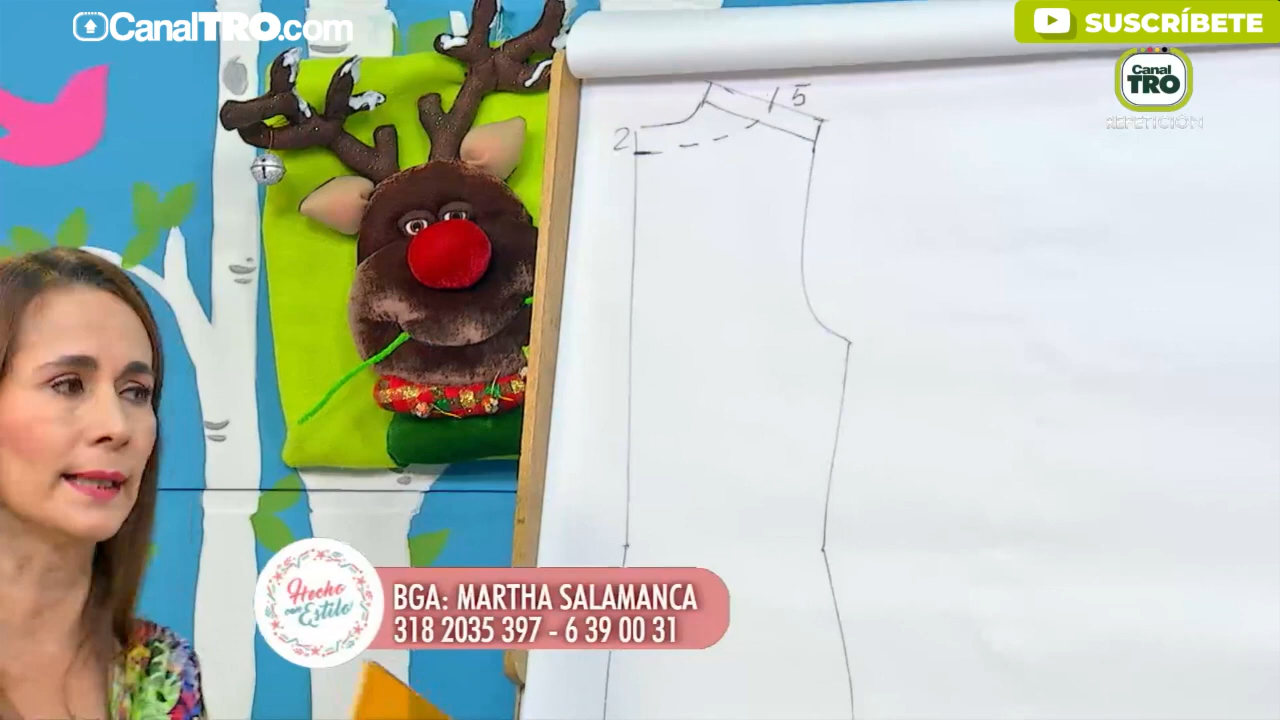 CanalTRO.com
SUSCRÍBETE
Canal
TRO
REPETICIÓN
5
2
Hecho
con Estilo
BGA: MARTHA SALAMANCA
318 2035 397 - 6 39 00 31